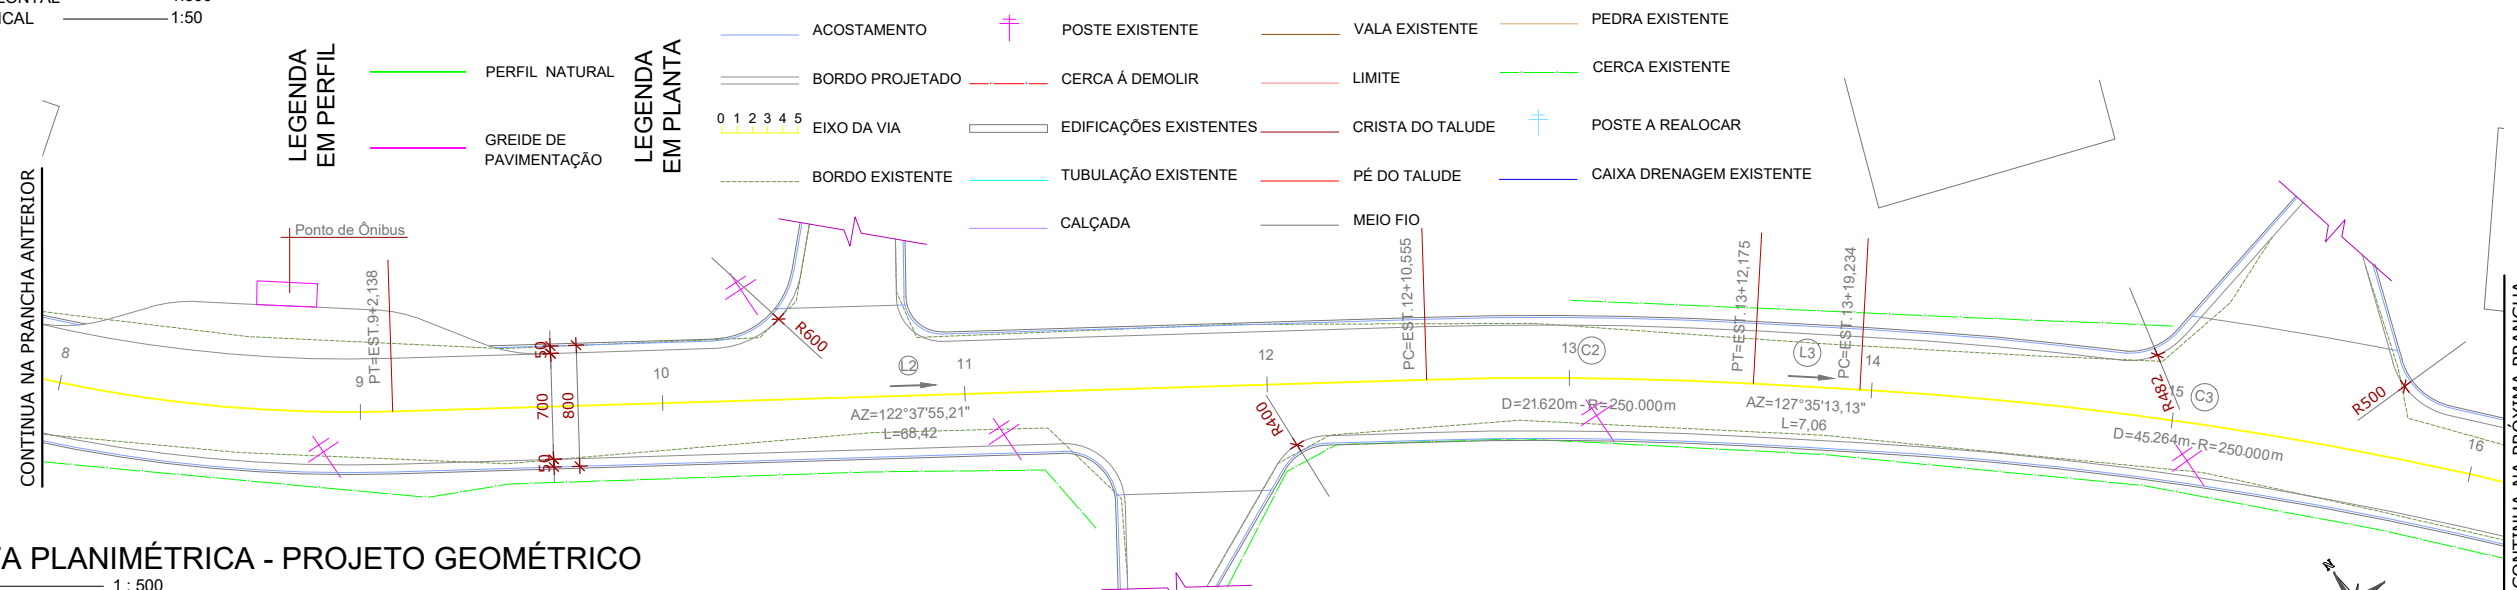 1:50
LEGENDA
EM PERFIL
PERFIL NATURAL
GREIDE DE
PAVIMENTAÇÃO
LEGENDA
EM PLANTA
ACOSTAMENTO
BORDO PROJETADO
0 1 2 3 4 5
EIXO DA VIA
BORDO EXISTENTE
POSTE EXISTENTE
CERCA Á DEMOLIR
EDIFICAÇÕES EXISTENTES
TUBULAÇÃO EXISTENTE
CALÇADA
VALA EXISTENTE
LIMITE
CRISTA DO TALUDE
PÉ DO TALUDE
MEIO FIO
PEDRA EXISTENTE
CERCA EXISTENTE
POSTE A REALOCAR
CAIXA DRENAGEM EXISTENTE
CONTINUA NA PRANCHA ANTERIOR
Ponto de Ônibus
8
9
PT=EST.9+2,138
50
700
800
50
10
R600
L2
11
AZ=122°37'55,21"
L=68,42
12
R400
PC=EST.12+10,555
13
C2
D=21.620m - R=250.000m
PT=EST.13+12,175
L3
PC=EST.13+19,234
14
AZ=127°35'13,13"
L=7,06
R482
15
C3
D=45.264m - R=250.000m
R500
16
CONTINUA NA PRÓXIMA PRANCHA
N
PLANIMÉTRICA - PROJETO GEOMÉTRICO
1 : 500